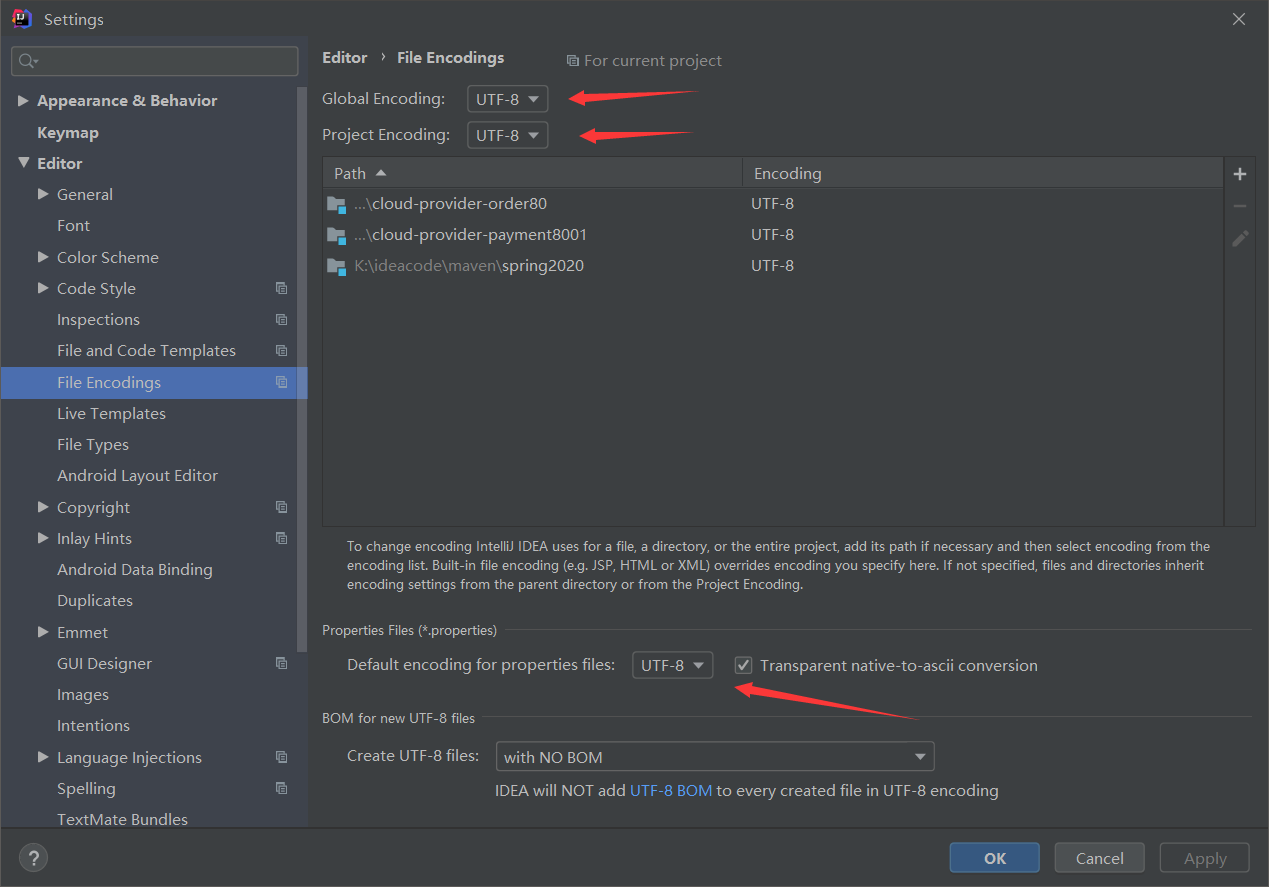 Settings
Appearance & Behavior
Keymap
Editor
General
Font
Color Scheme
Code Style
Inspections
File and Code Templates
File Encodings
Live Templates
File Types
Android Layout Editor
Copyright
Inlay Hints
Android Data Binding
Duplicates
Emmet
GUI Designer
Images
Intentions
Language Injections
Spelling
TextMate Bundles
Editor › File Encodings For current project
Global Encoding: UTF-8
Project Encoding: UTF-8
Path Encoding
...\cloud-provider-order80 UTF-8
...\cloud-provider-payment8001 UTF-8
K:\ideacode\maven\spring2020 UTF-8
To change encoding IntelliJ IDEA uses for a file, a directory, or the entire project, add its path if necessary and then select encoding from the
encoding list. Built-in file encoding (e.g. JSP, HTML or XML) overrides encoding you specify here. If not specified, files and directories inherit
encoding settings from the parent directory or from the Project Encoding.
Properties Files (*.properties)
Default encoding for properties files: UTF-8 Transparent native-to-ascii conversion
BOM for new UTF-8 files
Create UTF-8 files: with NO BOM
IDEA will NOT add UTF-8 BOM to every created file in UTF-8 encoding
? OK Cancel Apply